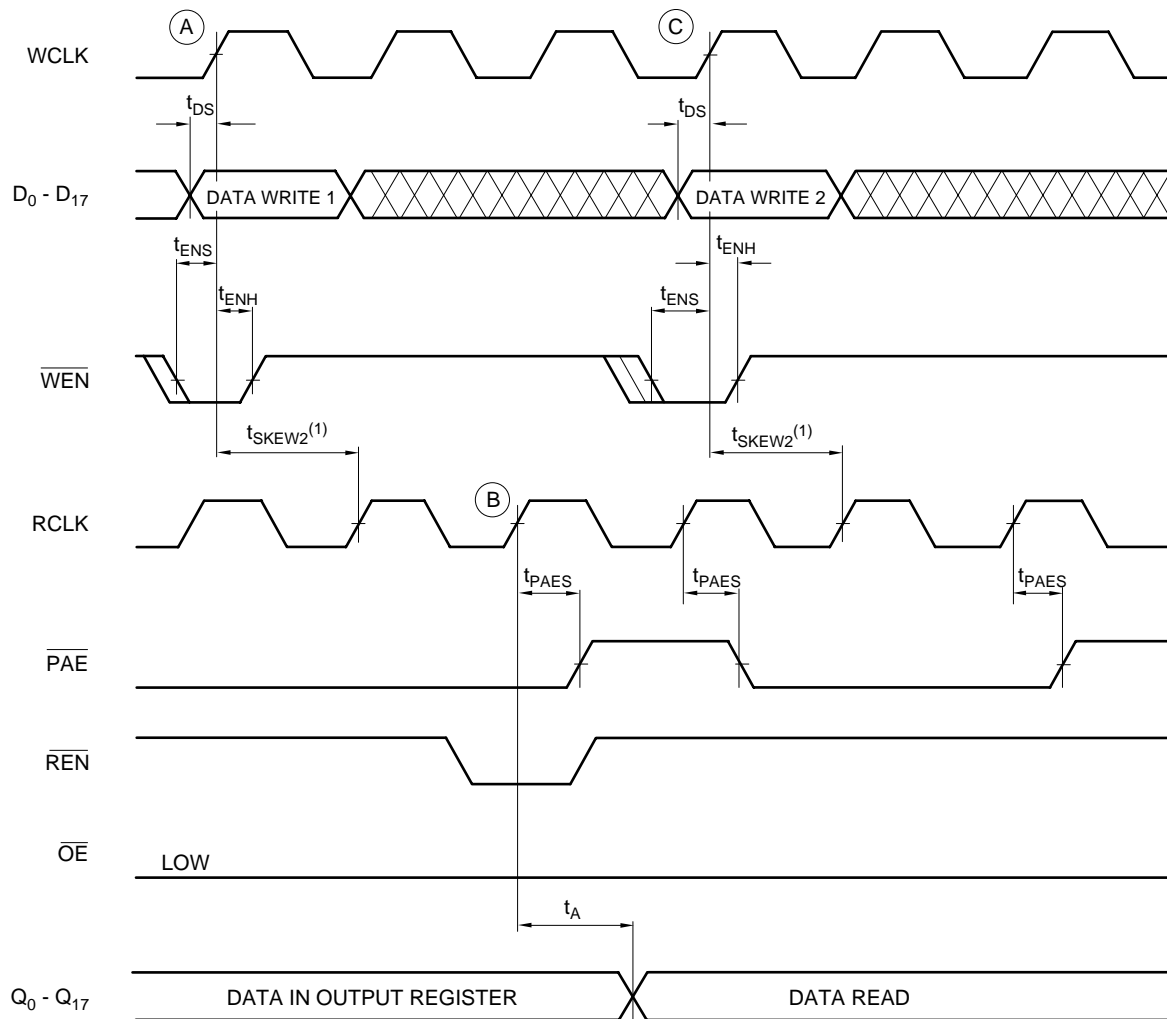 A
C
WCLK
tDS
tDS
D0 - D17
DATA WRITE 1
DATA WRITE 2
tENS
tENH
tENH
tENS
WEN
tSKEW2(1)
tSKEW2(1)
B
RCLK
tPAES
tPAES
tPAES
PAE
REN
OE
LOW
tA
Q0 - Q17
DATA IN OUTPUT REGISTER
DATA READ